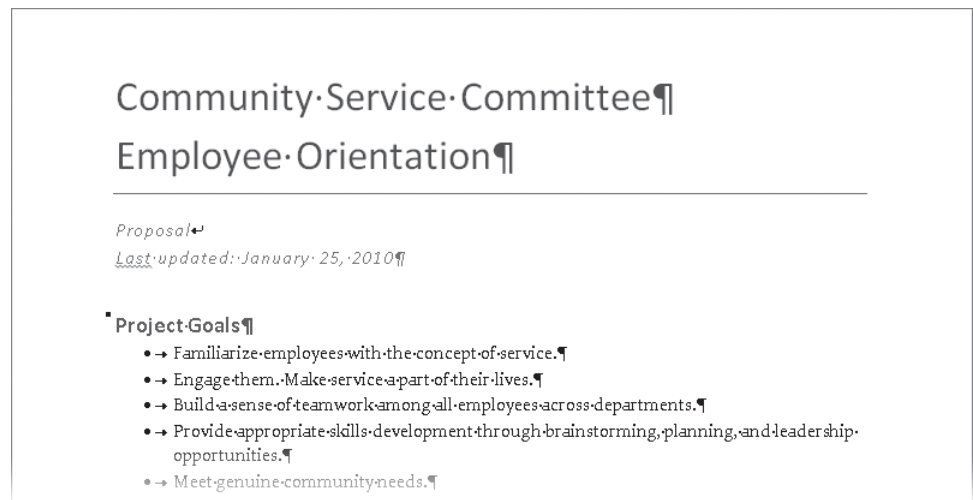 Community·Service·Committee¶
Employee·Orientation¶
Proposal↵
Last·updated:·January·25,·2010¶
Project·Goals¶
•→Familiarize·employees·with·the·concept·of·service.¶
•→Engage·them.·Make·service·a·part·of·their·lives.¶
•→Build·a·sense·of·teamwork·among·all·employees·across·departments.¶
•→Provide·appropriate·skills·development·through·brainstorming,·planning,·and·leadership·
opportunities.¶
•→Meet·genuine·community·needs.¶